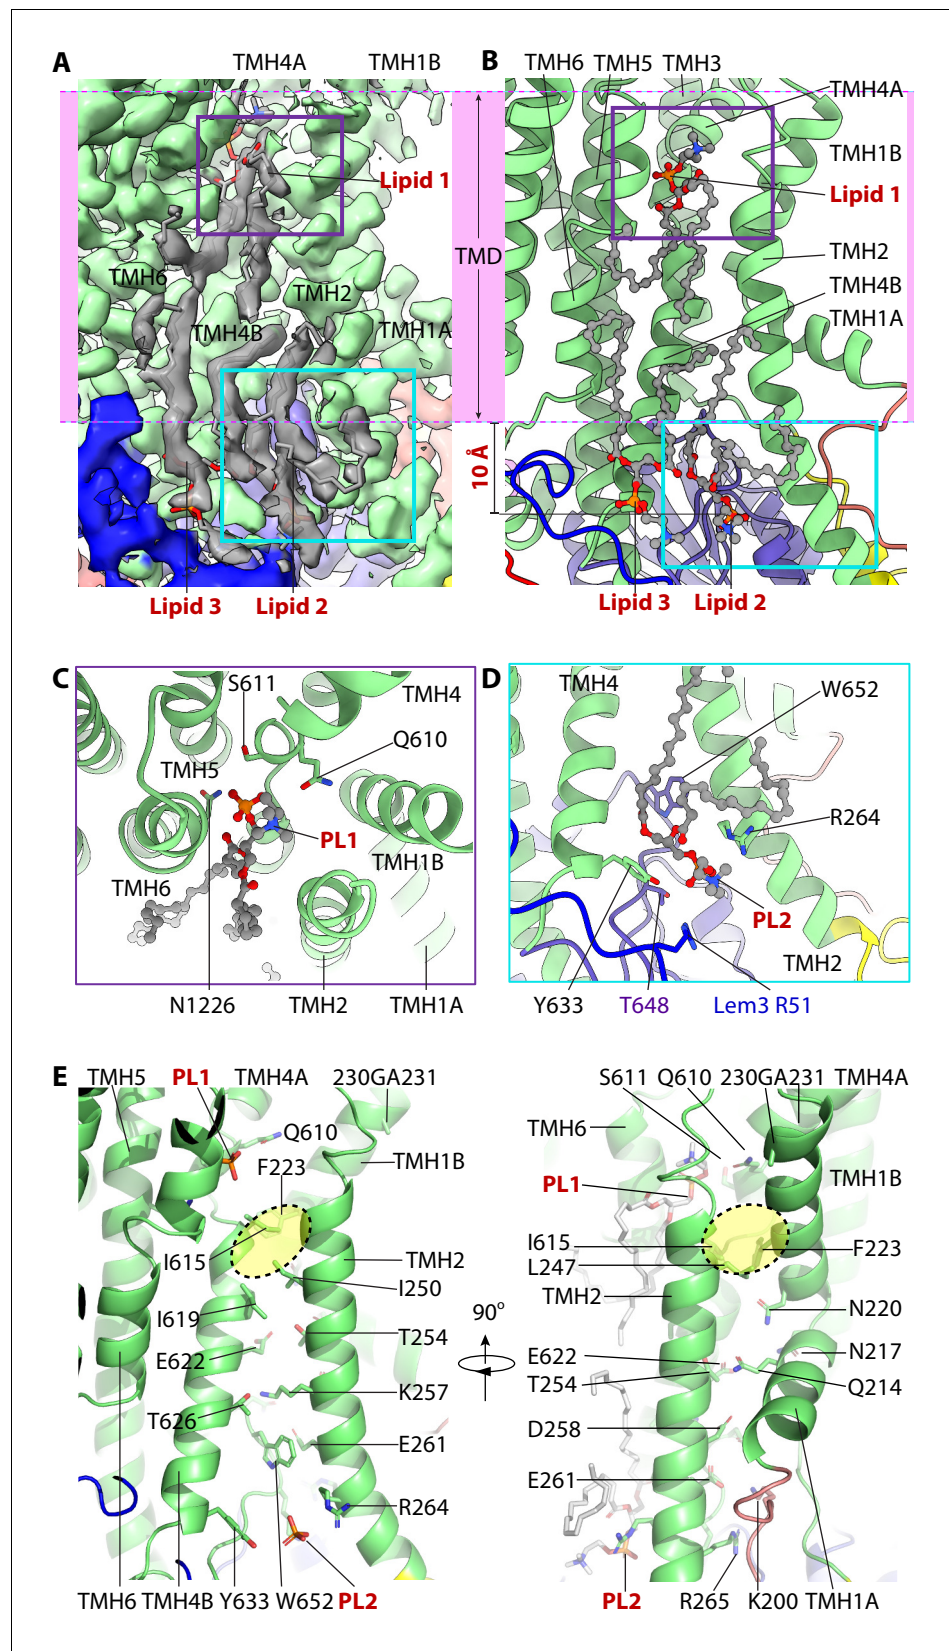 A
TMH4A
TMH1B
B
TMH6
TMH5
TMH3
TMH4A
TMH1B
Lipid 1
Lipid 1
TMD
TMH6
TMH2
TMH2
TMH4B
TMH4B
TMH1A
TMH1A
10 Å
Lipid 3
Lipid 2
Lipid 3
Lipid 2
C
S611
TMH4
Q610
TMH5
PL1
TMH1B
TMH6
N1226
TMH2
TMH1A
D
TMH4
W652
R264
PL2
TMH2
Y633
T648
Lem3 R51
E
TMH5
PL1
TMH4A
230GA231
Q610
F223
TMH1B
I615
TMH2
I250
I619
T254
E622
K257
T626
E261
R264
TMH6
TMH4B
Y633
W652
PL2
90°
S611
Q610
230GA231
TMH4A
TMH6
TMH1B
PL1
I615
L247
F223
TMH2
N220
E622
N217
T254
Q214
D258
E261
PL2
R265
K200
TMH1A